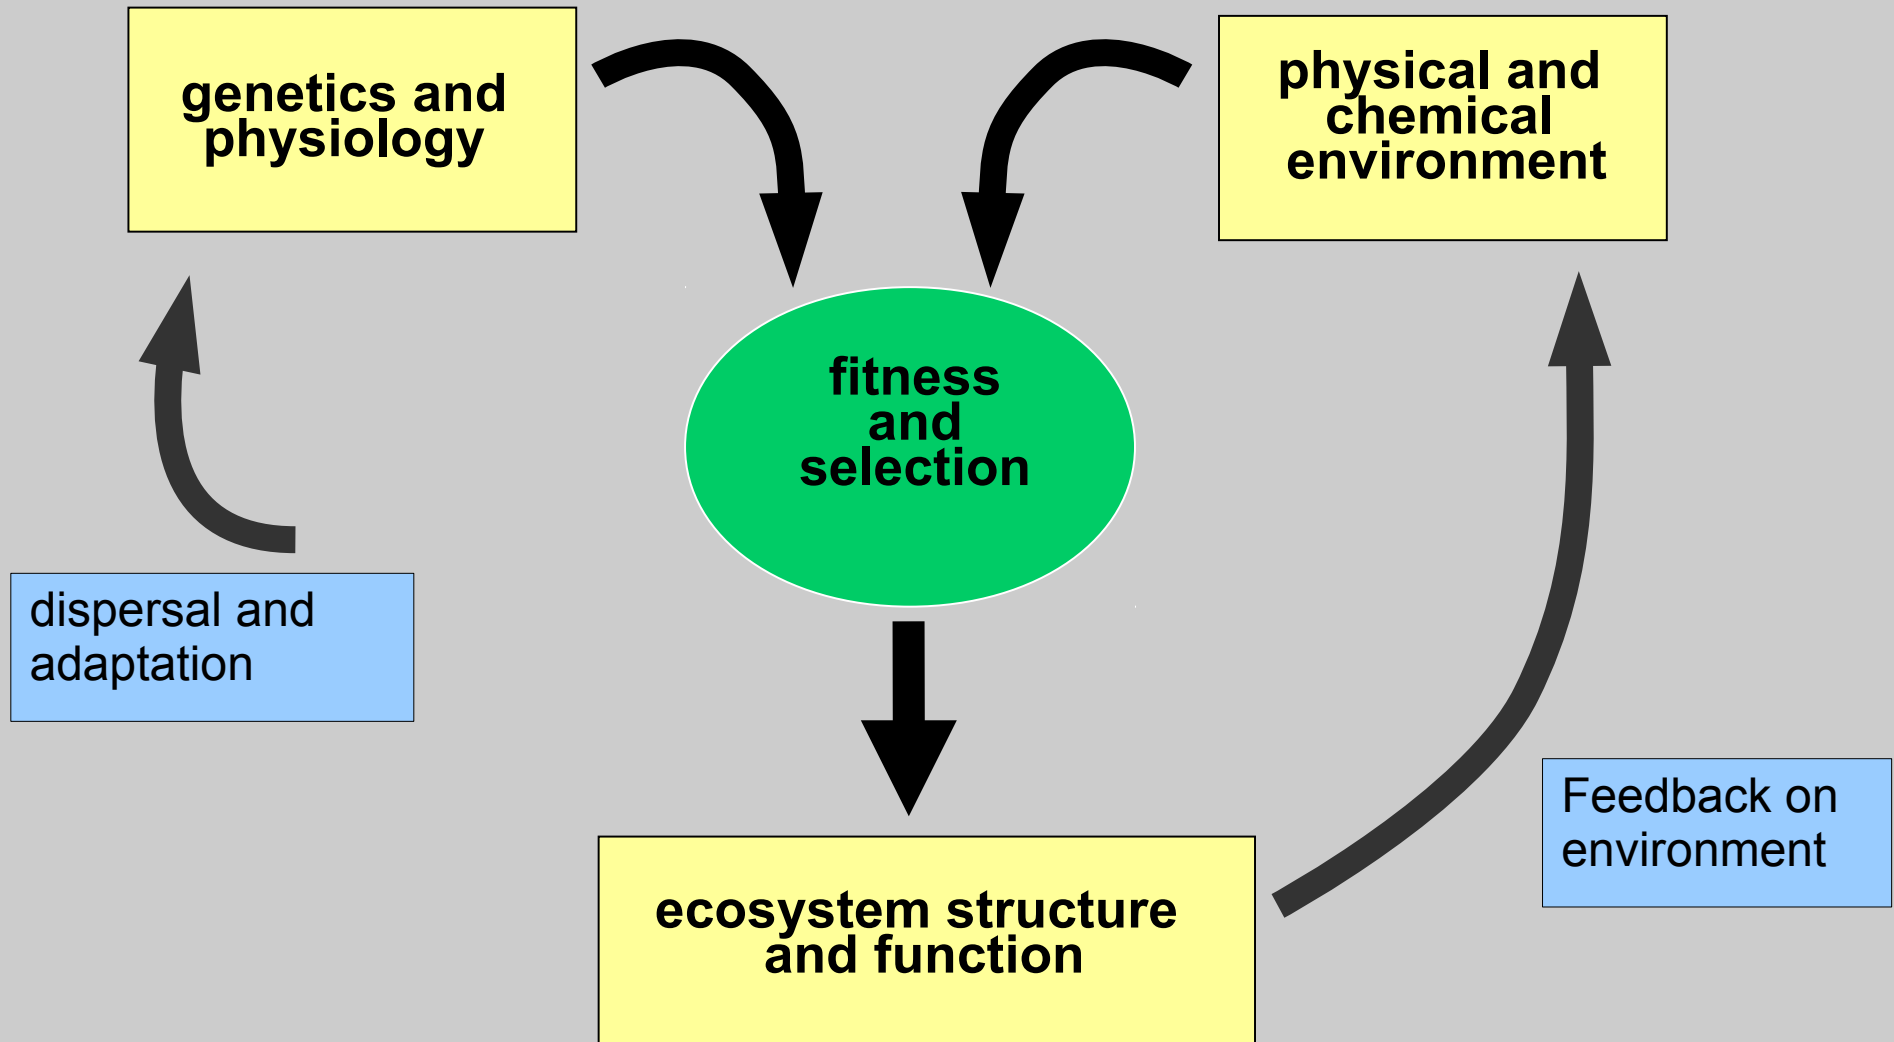 genetics and
physiology
physical and
chemical
environment
fitness
and
selection
dispersal and
adaptation
Feedback on
environment
ecosystem structure
and function